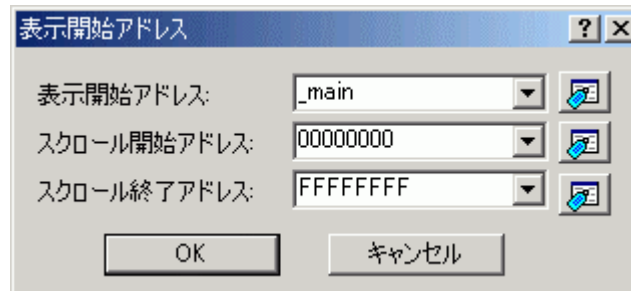 表示開始アドレス
表示開始アドレス: _main
スクロール開始アドレス: 00000000
スクロール終了アドレス: FFFFFFFF
OK キャンセル